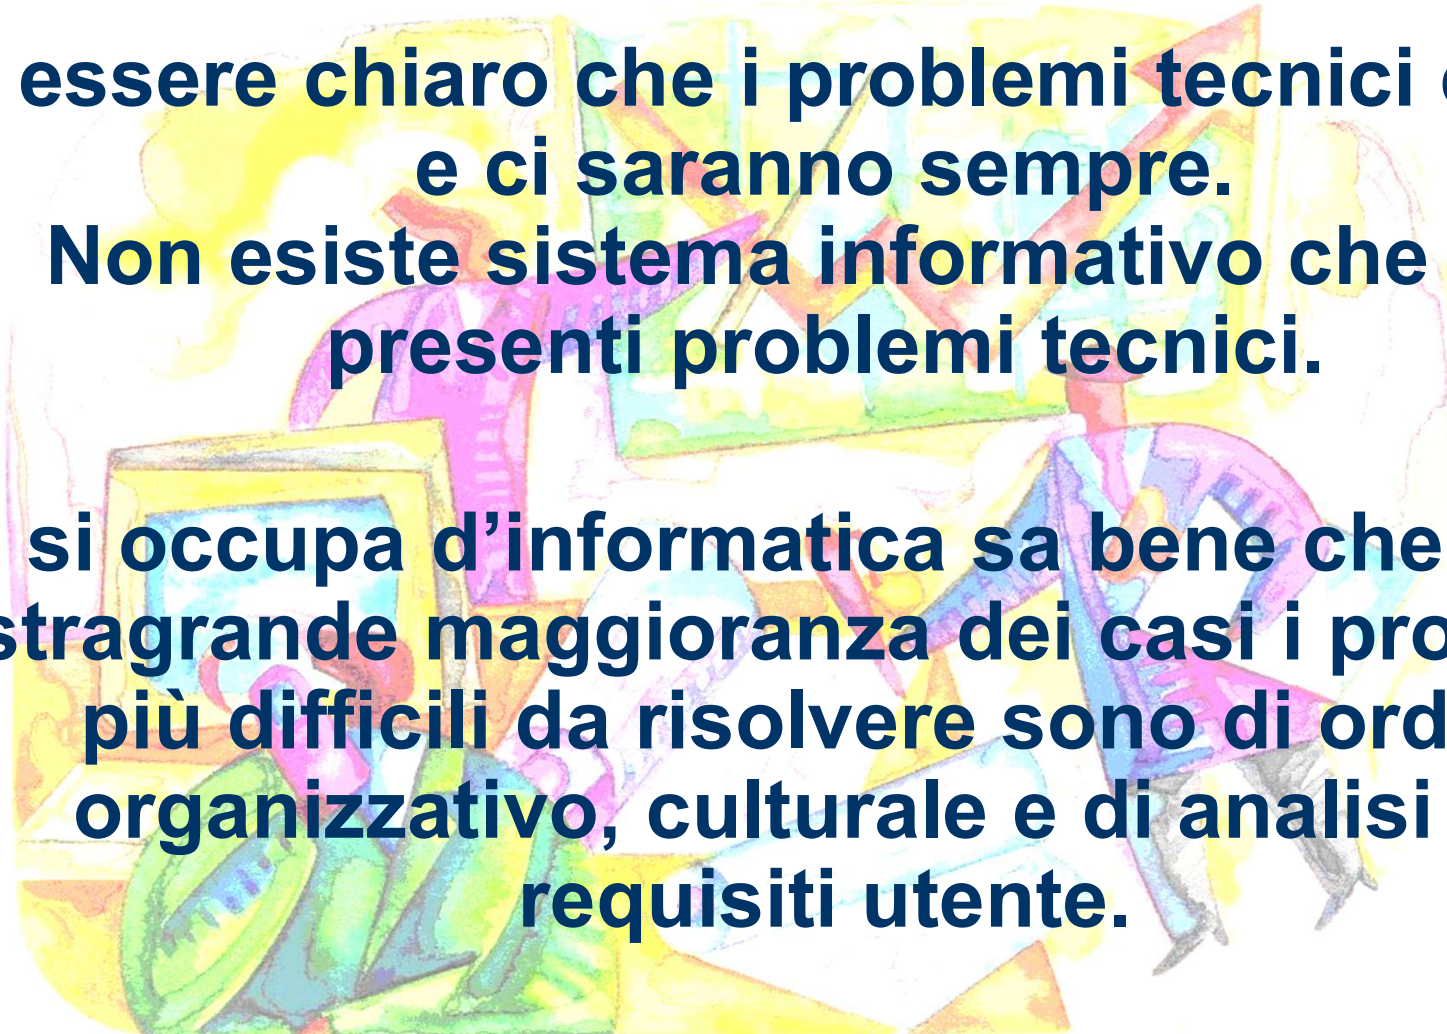 essere chiaro che i problemi tecnici
e ci saranno sempre.
Non esiste sistema informativo che
presenti problemi tecnici.
si occupa d’informatica sa bene che
stragrande maggioranza dei casi i pro
più difficili da risolvere sono di ord
organizzativo, culturale e di analisi
requisiti utente.